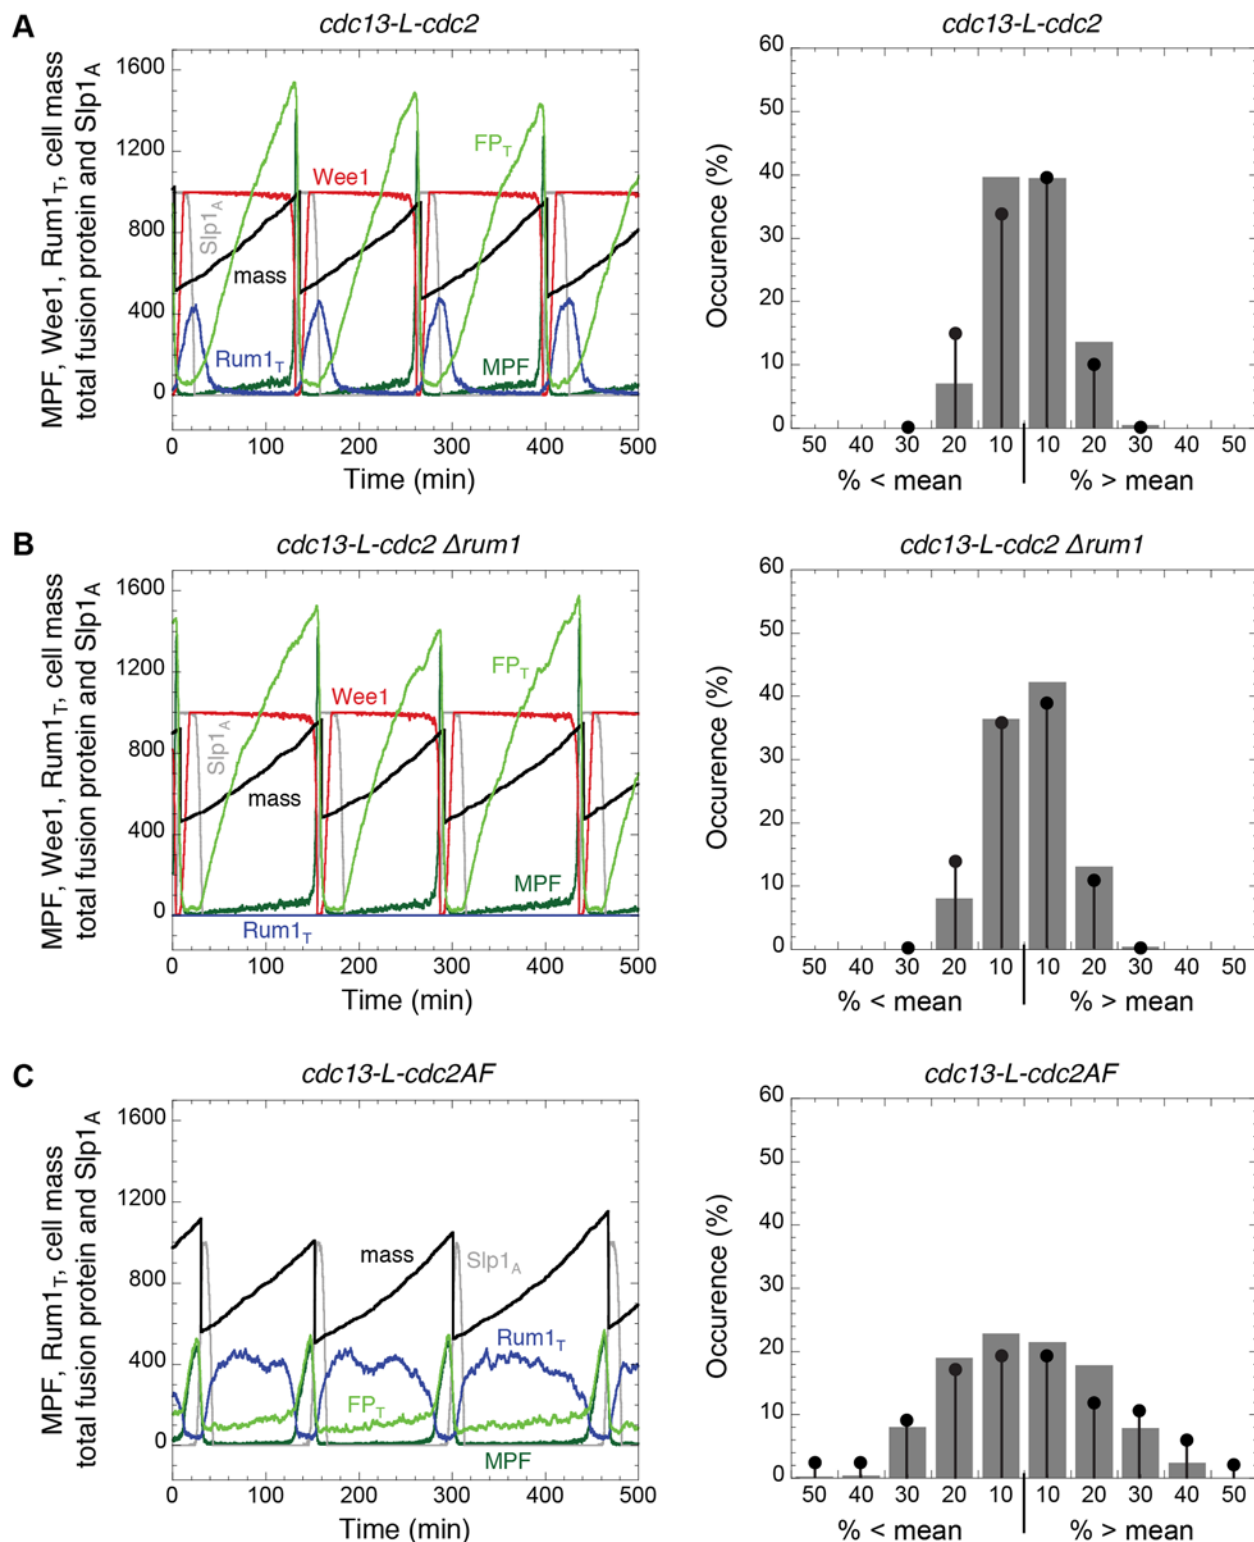 A
cdc13-L-cdc2
MPF, Wee1, Rum1T, cell mass
total fusion protein and Slp1A
1600
1200
800
400
0
FPT
Wee1
Slp1A
mass
Rum1T
MPF
0 100 200 300 400 500
Time (min)
cdc13-L-cdc2
Occurence (%)
60
50
40
30
20
10
0
50 40 30 20 10 10 20 30 40 50
% < mean % > mean
B
cdc13-L-cdc2 Δrum1
MPF, Wee1, Rum1T, cell mass
total fusion protein and Slp1A
1600
1200
800
400
0
FPT
Wee1
Slp1A
mass
MPF
Rum1T
0 100 200 300 400 500
Time (min)
cdc13-L-cdc2 Δrum1
Occurence (%)
60
50
40
30
20
10
0
50 40 30 20 10 10 20 30 40 50
% < mean % > mean
C
cdc13-L-cdc2AF
MPF, Rum1T, cell mass
total fusion protein and Slp1A
1600
1200
800
400
0
mass
Slp1A
Rum1T
FPT
MPF
0 100 200 300 400 500
Time (min)
cdc13-L-cdc2AF
Occurence (%)
60
50
40
30
20
10
0
50 40 30 20 10 10 20 30 40 50
% < mean % > mean